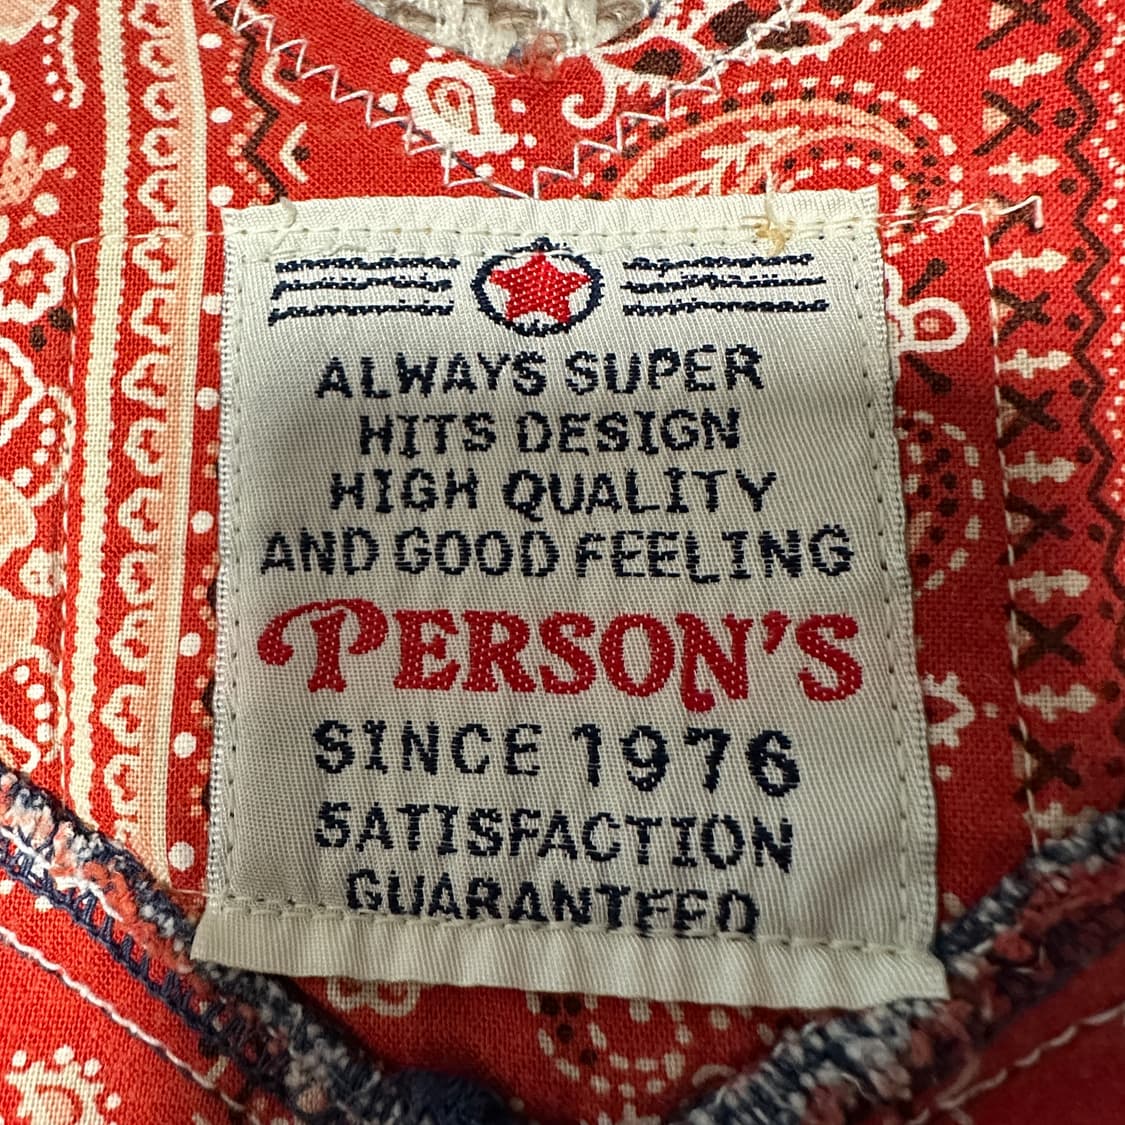 ALWAYS SUPER
HITS DESIGN
HIGH QUALITY
AND GOOD FEELING
PERSON'S
SINCE 1976
SATISFACTION
GUARANTEED